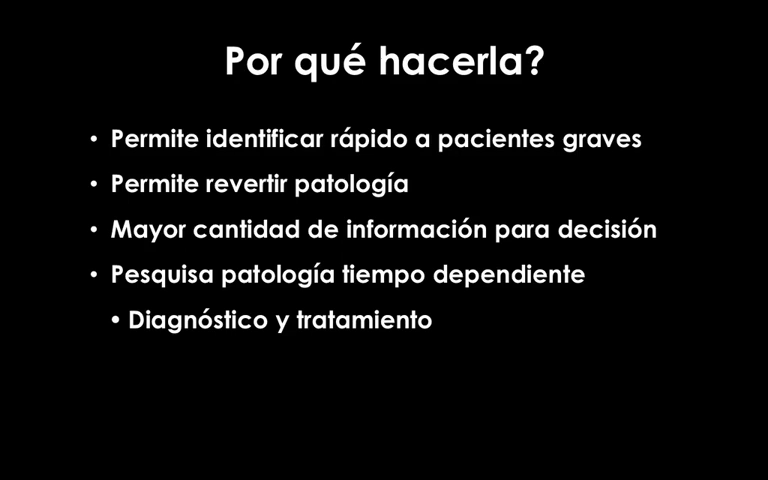 Por qué hacerla?
• Permite identificar rápido a pacientes graves
• Permite revertir patología
• Mayor cantidad de información para decisión
• Pesquisa patología tiempo dependiente
• Diagnóstico y tratamiento